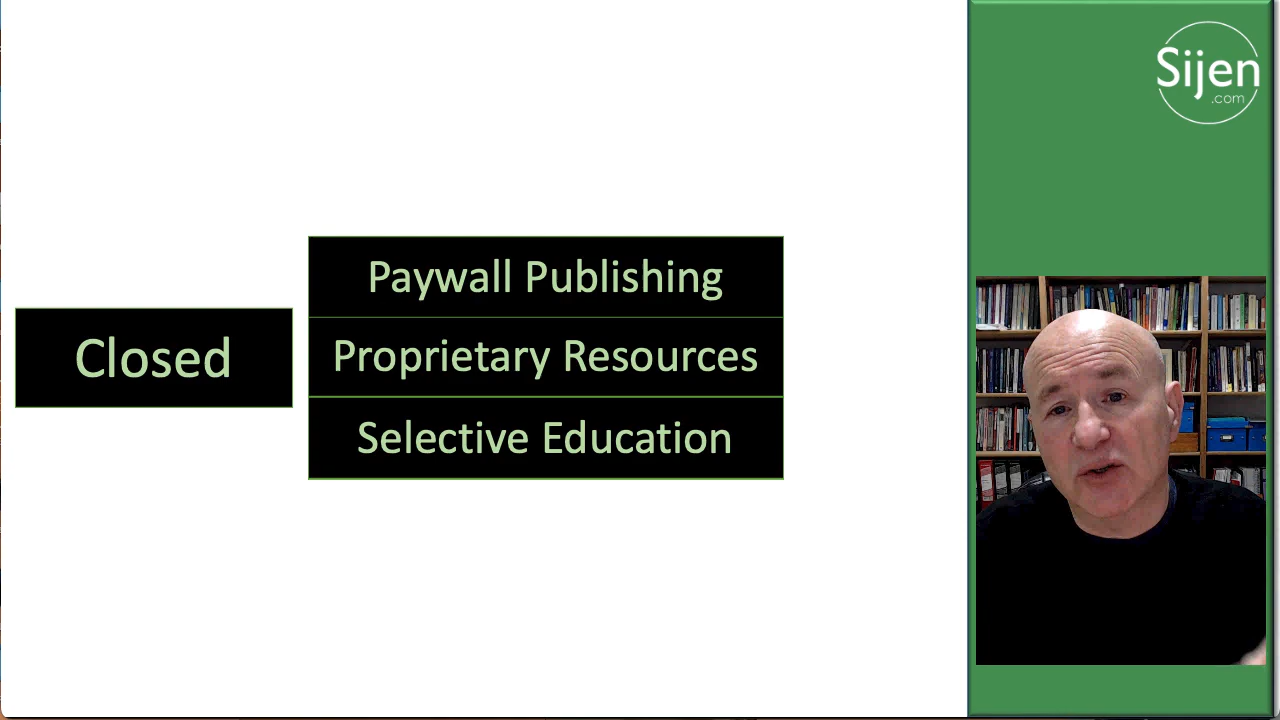 Sijen
.com
Paywall Publishing
Closed
Proprietary Resources
Selective Education